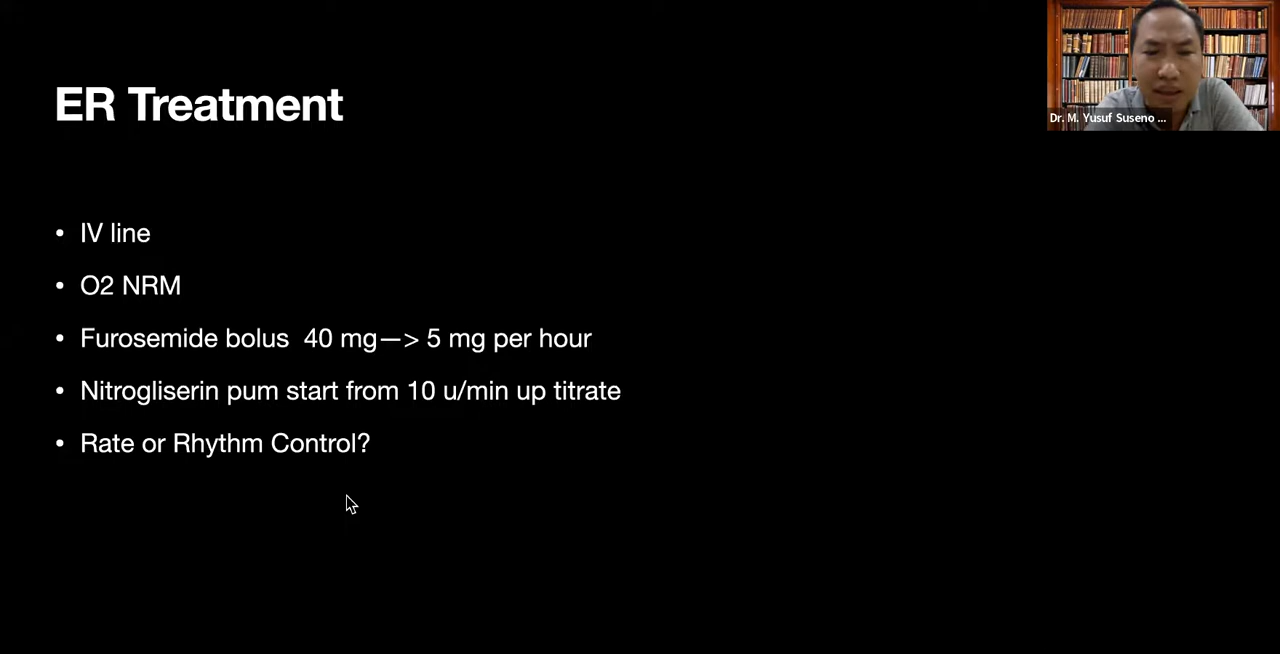 ER Treatment
Dr. M. Yusuf Suseno ...
• IV line
• O2 NRM
• Furosemide bolus  40 mg—> 5 mg per hour
• Nitrogliserin pum start from 10 u/min up titrate
• Rate or Rhythm Control?